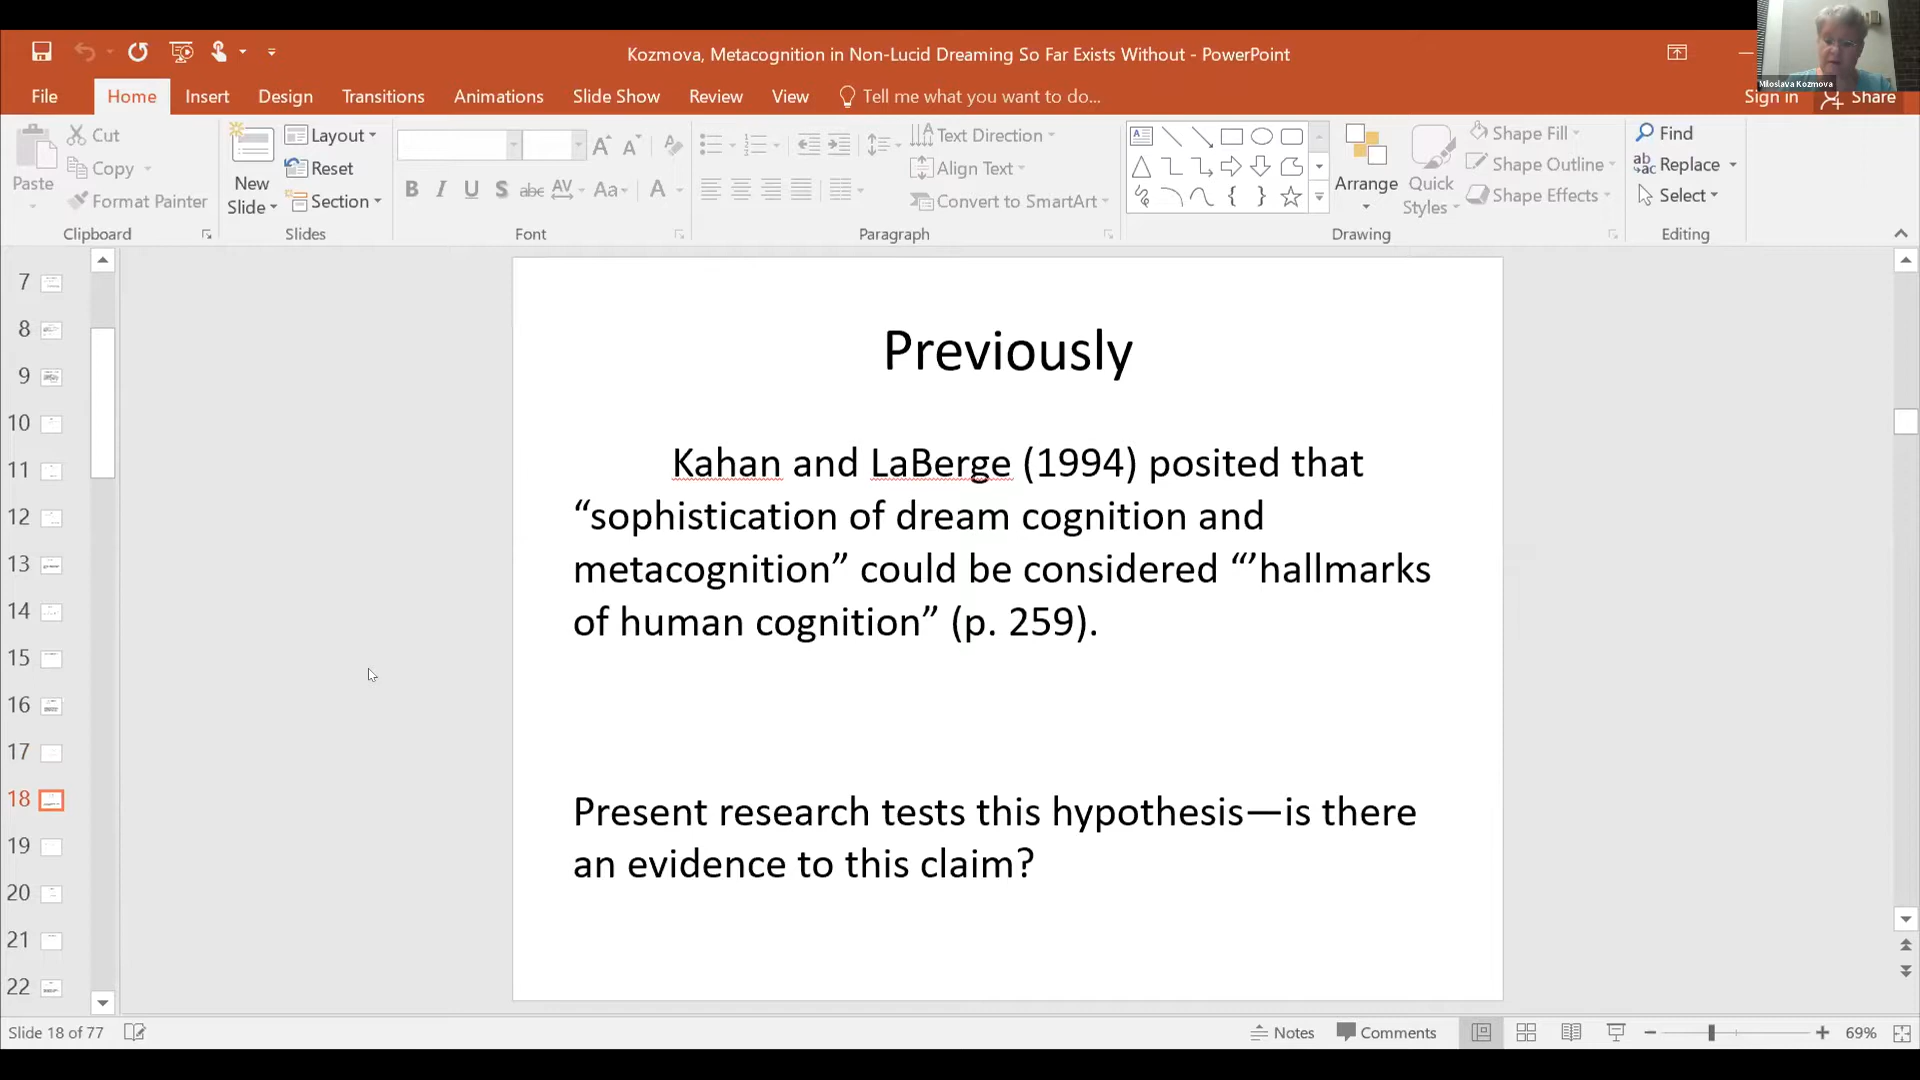 Kozmova, Metacognition in Non-Lucid Dreaming So Far Exists Without - PowerPoint
Miloslava Kozmova
File Home Insert Design Transitions Animations Slide Show Review View Tell me what you want to do... Sign in Share
Paste
Cut
Copy
Format Painter
Clipboard
New
Slide
Layout
Reset
Section
Slides
B I U S abc AV Aa A
Font
Text Direction
Align Text
Convert to SmartArt
Paragraph
Arrange
Quick
Styles
Shape Fill
Shape Outline
Shape Effects
Drawing
Find
Replace
Select
Editing
7
8
9
10
11
12
13
14
15
16
17
18
19
20
21
22
Previously
Kahan and LaBerge (1994) posited that
“sophistication of dream cognition and
metacognition” could be considered “’hallmarks
of human cognition” (p. 259).
Present research tests this hypothesis—is there
an evidence to this claim?
Slide 18 of 77
Notes
Comments
69%